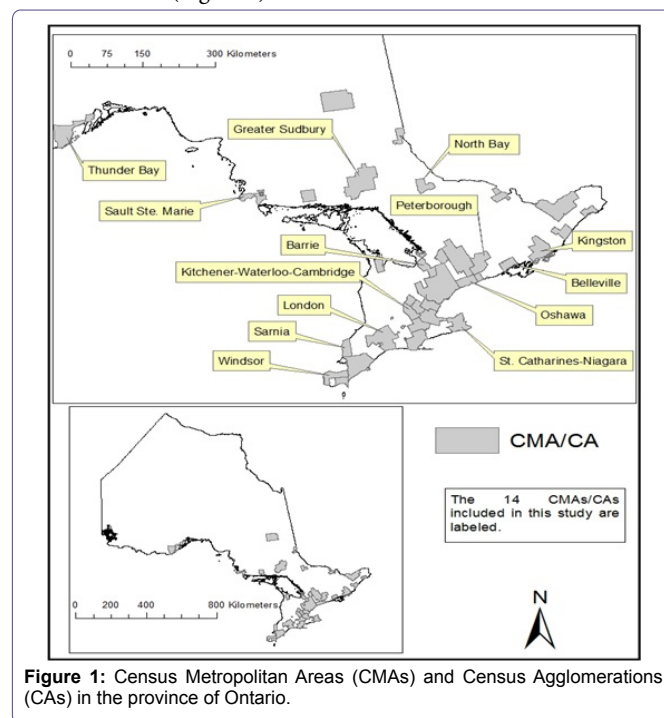 0 75 150 300 Kilometers
Greater Sudbury
North Bay
Thunder Bay
Peterborough
Sault Ste. Marie
Barrie
Kingston
Kitchener-Waterloo-Cambridge
Belleville
London
Oshawa
Sarnia
St. Catharines-Niagara
Windsor
CMA/CA
The 14 CMAs/CAs
included in this study are
labeled.
N
0 200 400 800 Kilometers
Figure 1: Census Metropolitan Areas (CMAs) and Census Agglomerations
(CAs) in the province of Ontario.